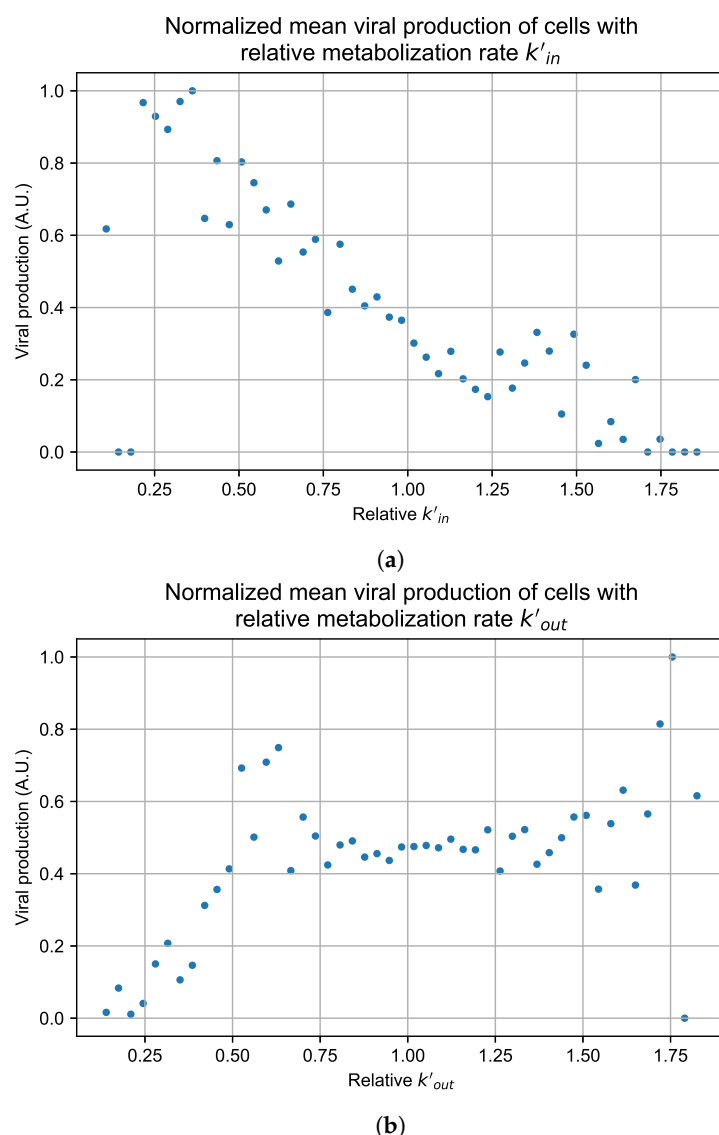 Normalized mean viral production of cells with
relative metabolization rate k′in
1.0
0.8
0.6
0.4
0.2
0.0
Viral production (A.U.)
0.25 0.50 0.75 1.00 1.25 1.50 1.75
Relative k′in
(a)
Normalized mean viral production of cells with
relative metabolization rate k′out
1.0
0.8
0.6
0.4
0.2
0.0
Viral production (A.U.)
0.25 0.50 0.75 1.00 1.25 1.50 1.75
Relative k′out
(b)